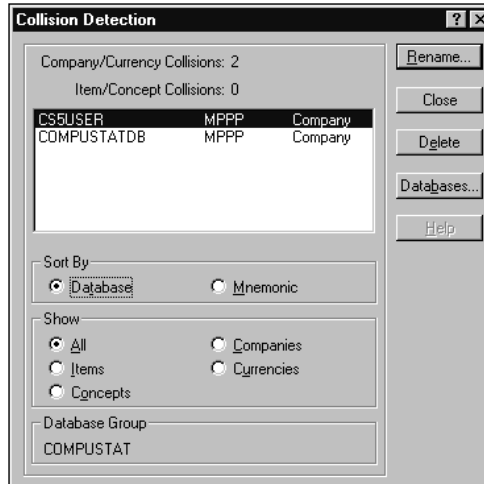 Collision Detection
Company/Currency Collisions: 2
Item/Concept Collisions: 0
CS5USER MPPP Company
COMPUSTATDB MPPP Company
Rename...
Close
Delete
Databases...
Help
Sort By
Database Mnemonic
Show
All Companies
Items Currencies
Concepts
Database Group
COMPUSTAT